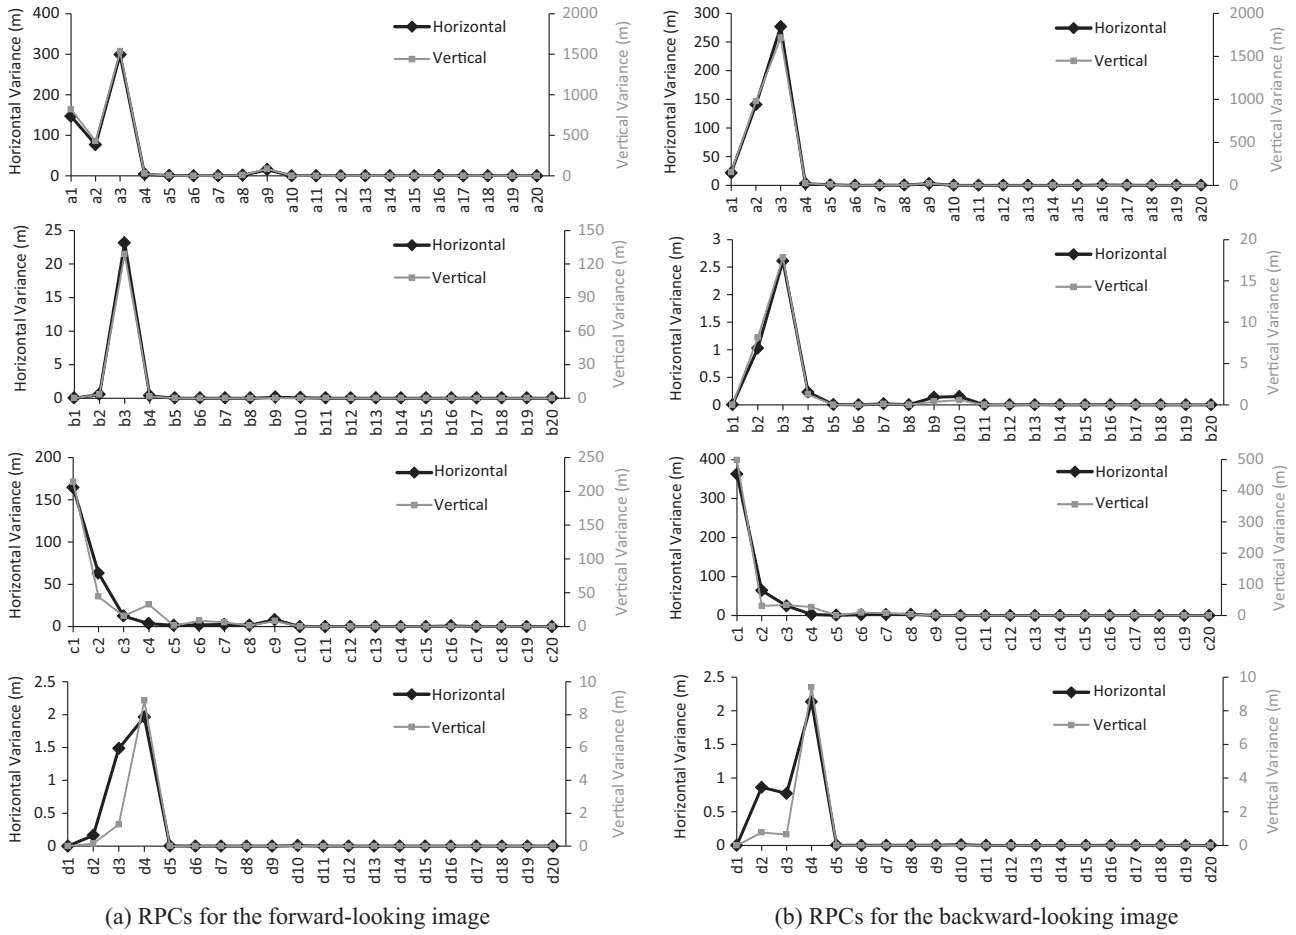 Horizontal Variance (m)
400
300
200
100
0
2000
1500
1000
500
0
Vertical Variance (m)
Horizontal
Vertical
a1 a2 a3 a4 a5 a6 a7 a8 a9 a10 a11 a12 a13 a14 a15 a16 a17 a18 a19 a20
Horizontal Variance (m)
300
250
200
150
100
50
0
2000
1500
1000
500
0
Vertical Variance (m)
Horizontal
Vertical
a1 a2 a3 a4 a5 a6 a7 a8 a9 a10 a11 a12 a13 a14 a15 a16 a17 a18 a19 a20
Horizontal Variance (m)
25
20
15
10
5
0
150
120
90
60
30
0
Vertical Variance (m)
Horizontal
Vertical
b1 b2 b3 b4 b5 b6 b7 b8 b9 b10 b11 b12 b13 b14 b15 b16 b17 b18 b19 b20
Horizontal Variance (m)
3
2.5
2
1.5
1
0.5
0
20
15
10
5
0
Vertical Variance (m)
Horizontal
Vertical
b1 b2 b3 b4 b5 b6 b7 b8 b9 b10 b11 b12 b13 b14 b15 b16 b17 b18 b19 b20
Horizontal Variance (m)
200
150
100
50
0
250
200
150
100
50
0
Vertical Variance (m)
Horizontal
Vertical
c1 c2 c3 c4 c5 c6 c7 c8 c9 c10 c11 c12 c13 c14 c15 c16 c17 c18 c19 c20
Horizontal Variance (m)
400
300
200
100
0
500
400
300
200
100
0
Vertical Variance (m)
Horizontal
Vertical
c1 c2 c3 c4 c5 c6 c7 c8 c9 c10 c11 c12 c13 c14 c15 c16 c17 c18 c19 c20
Horizontal Variance (m)
2.5
2
1.5
1
0.5
0
10
8
6
4
2
0
Vertical Variance (m)
Horizontal
Vertical
d1 d2 d3 d4 d5 d6 d7 d8 d9 d10 d11 d12 d13 d14 d15 d16 d17 d18 d19 d20
Horizontal Variance (m)
2.5
2
1.5
1
0.5
0
10
8
6
4
2
0
Vertical Variance (m)
Horizontal
Vertical
d1 d2 d3 d4 d5 d6 d7 d8 d9 d10 d11 d12 d13 d14 d15 d16 d17 d18 d19 d20
(a) RPCs for the forward-looking image
(b) RPCs for the backward-looking image